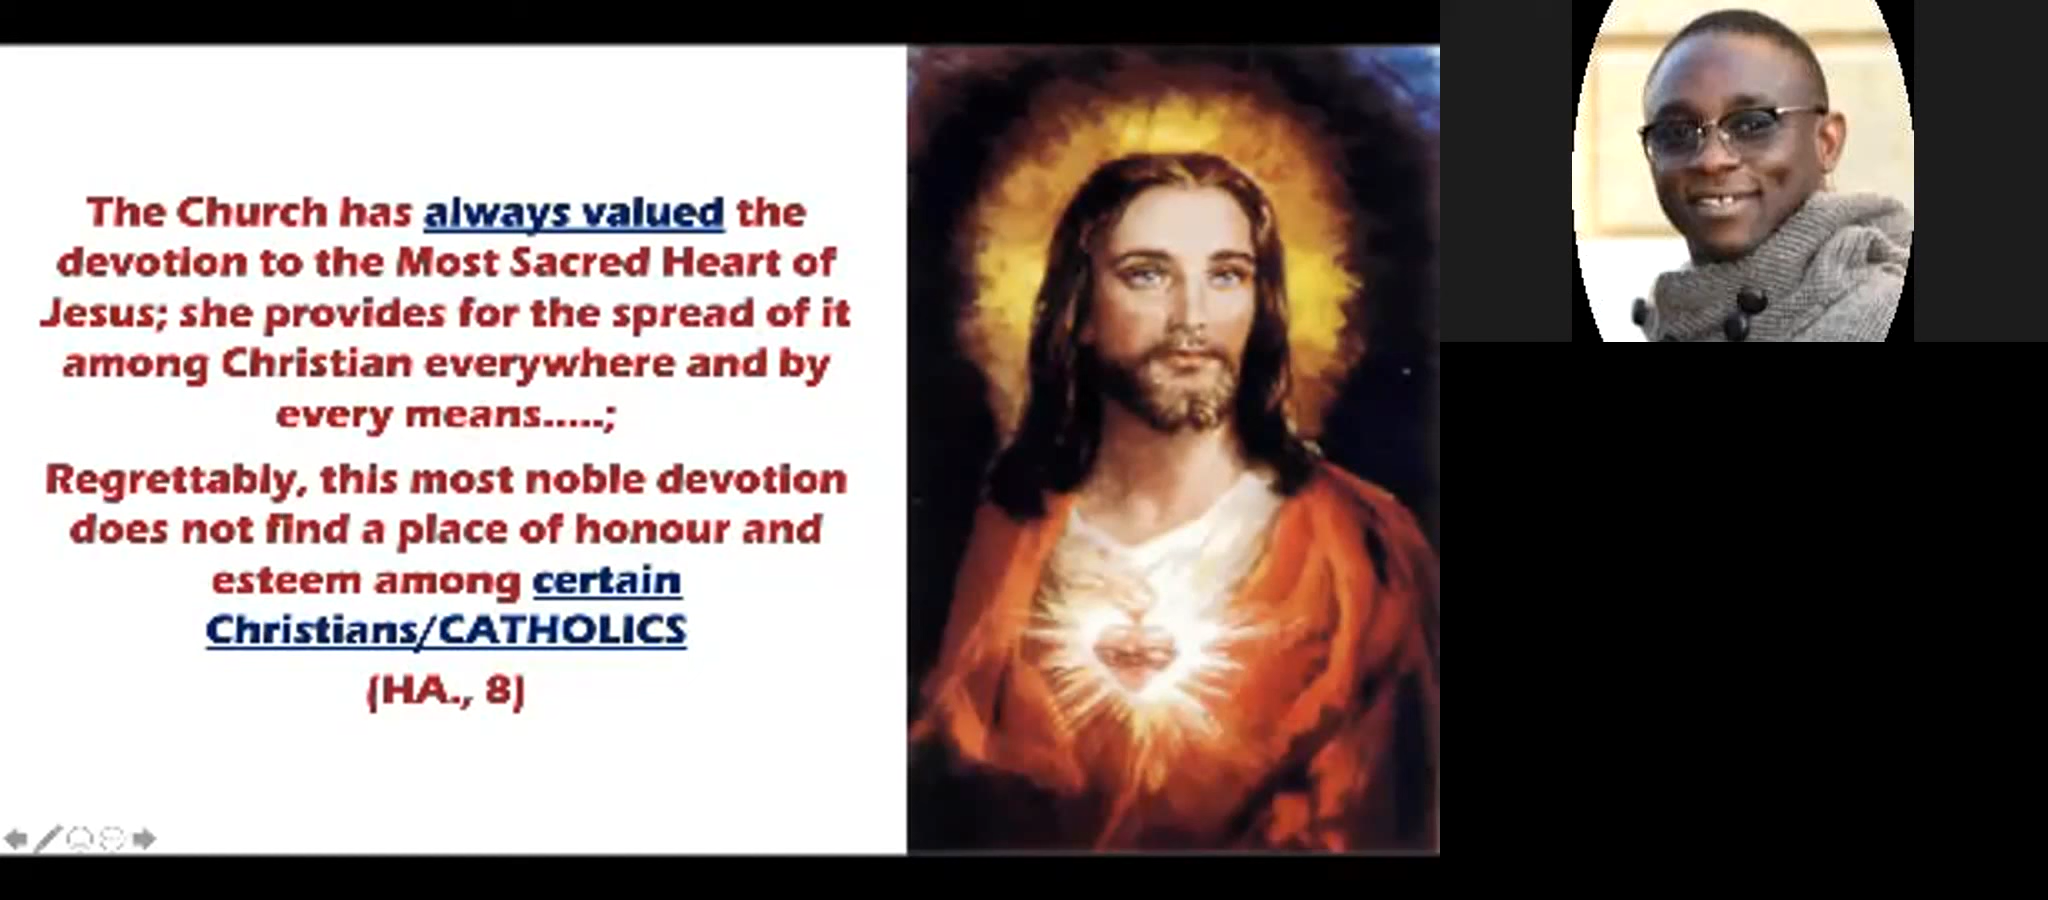 The Church has always valued the
devotion to the Most Sacred Heart of
Jesus; she provides for the spread of it
among Christian everywhere and by
every means.....;
Regrettably, this most noble devotion
does not find a place of honour and
esteem among certain
Christians/CATHOLICS
(HA., 8)